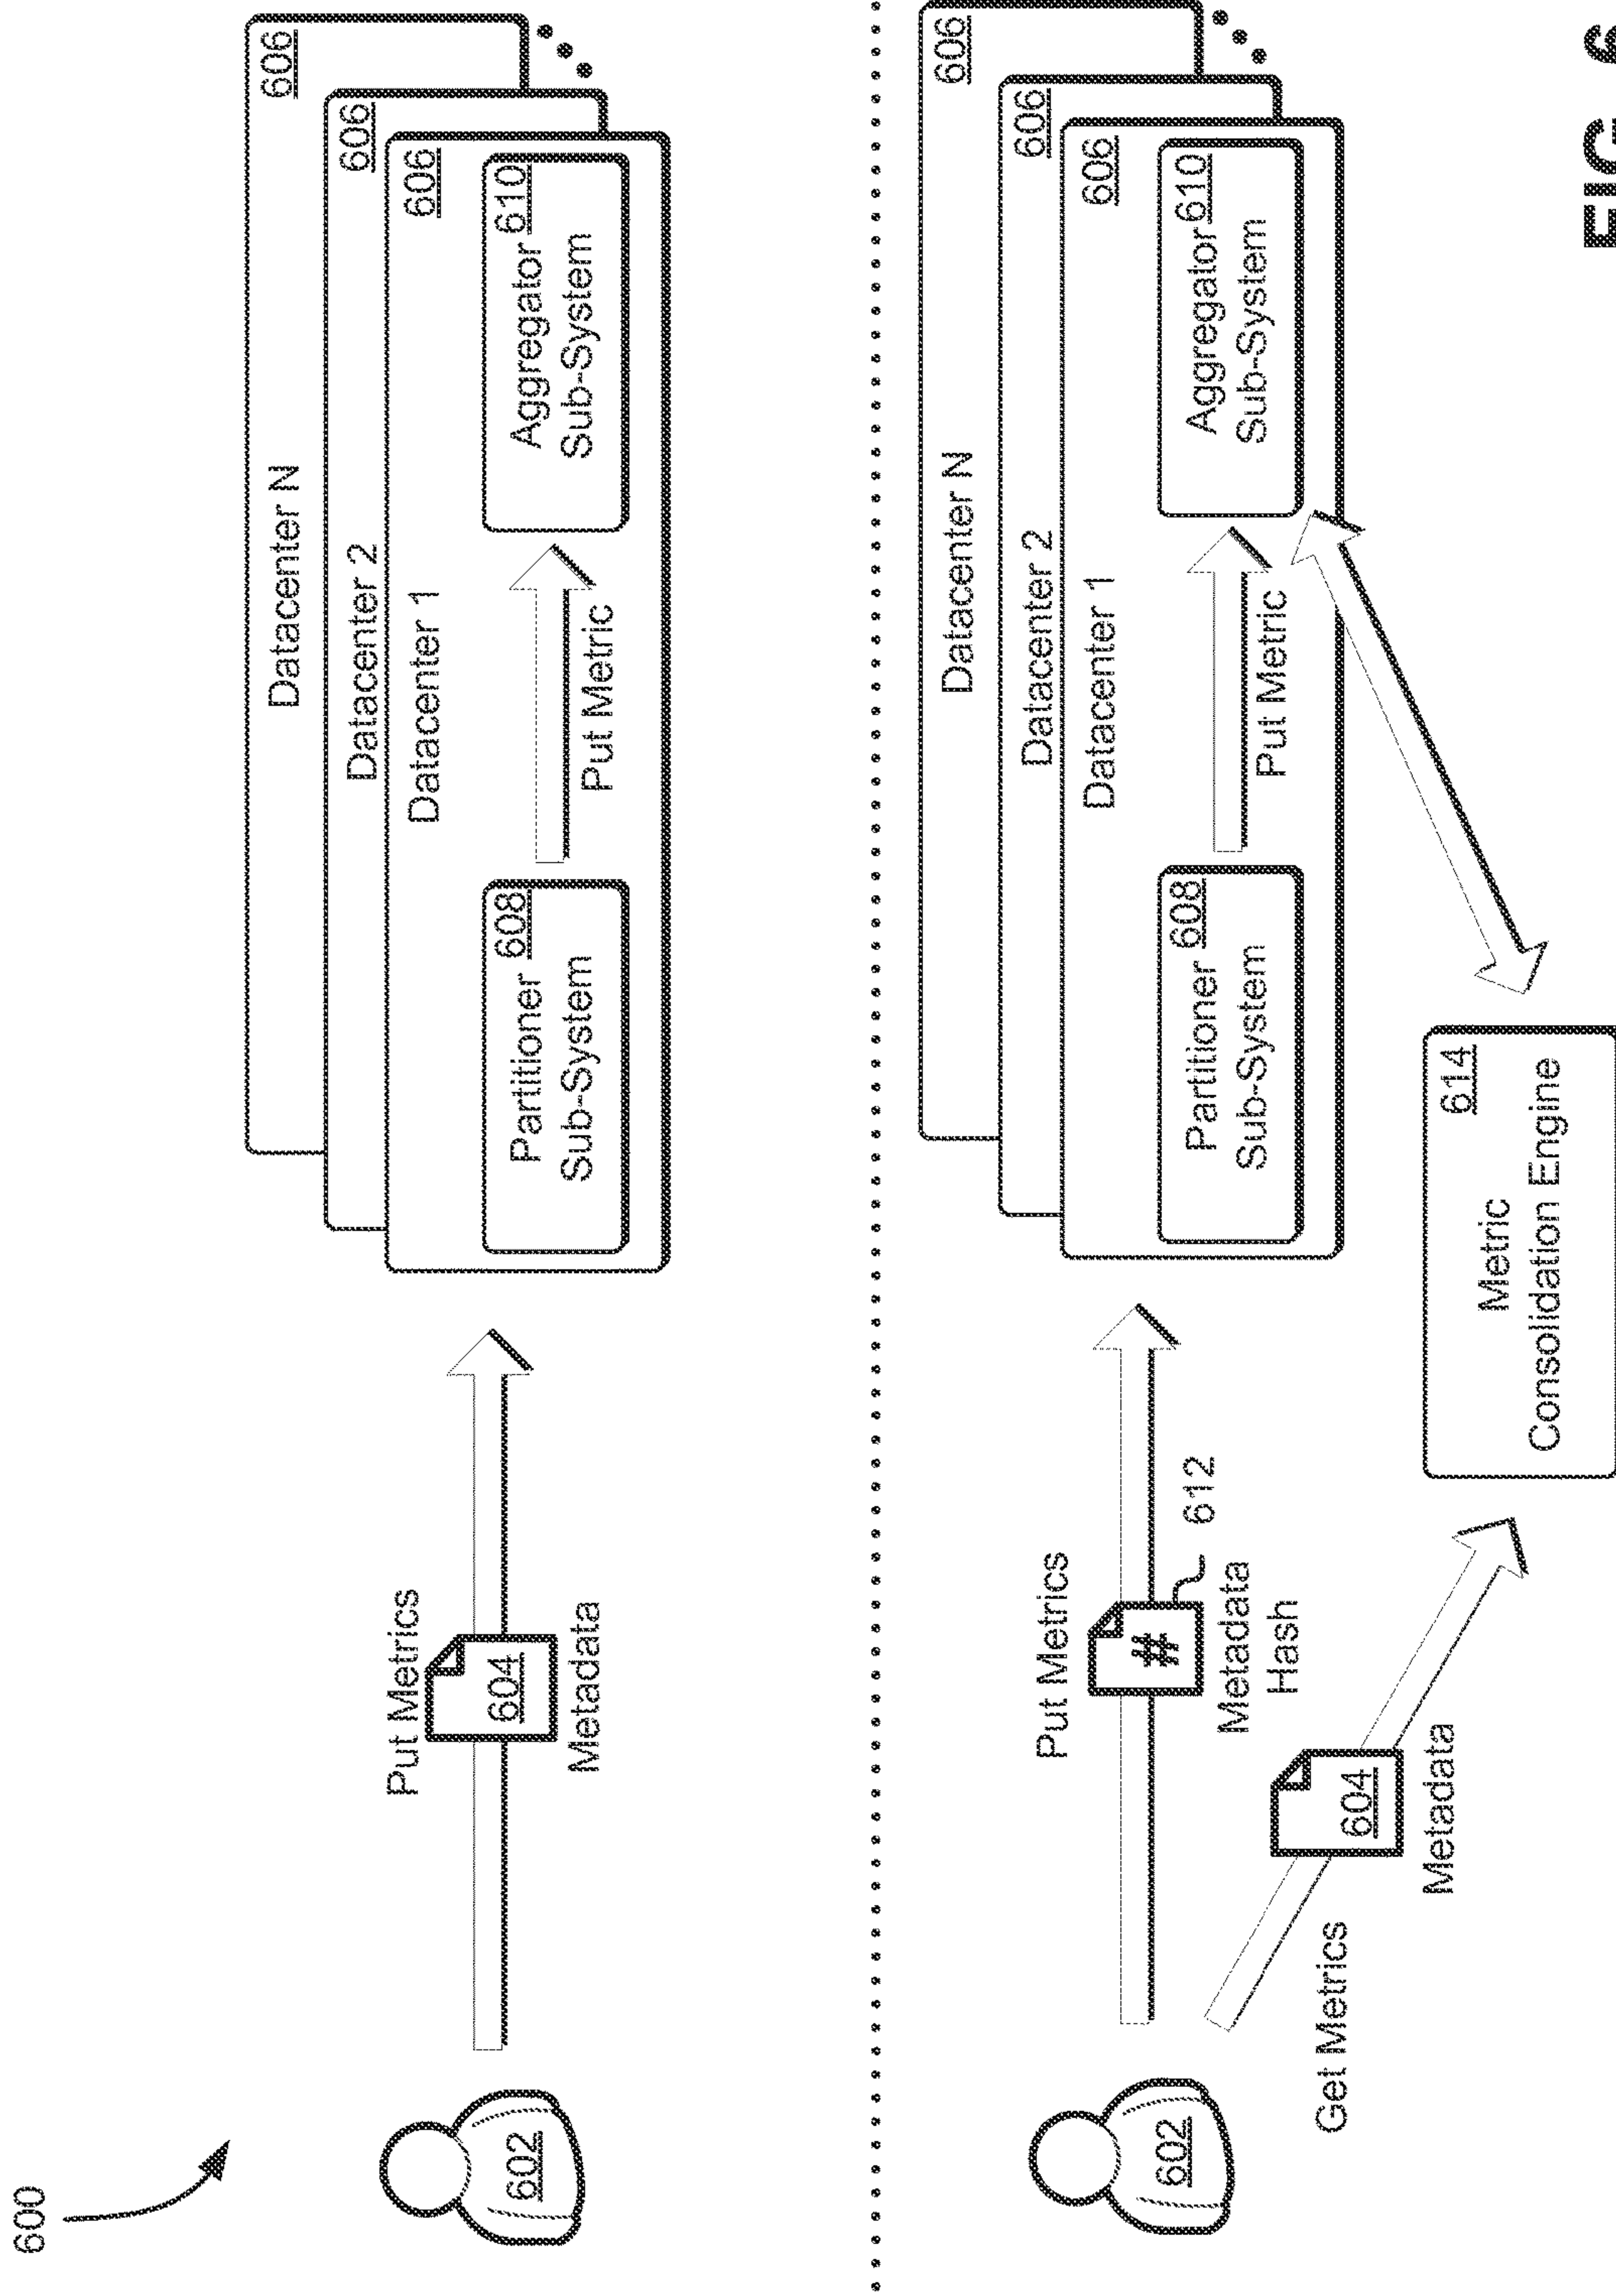 600
602
Put Metrics
604
Metadata
Datacenter N
606
Datacenter 2
606
Datacenter 1
606
Partitioner 608
Sub-System
Put Metric
Aggregator 610
Sub-System
602
Put Metrics
#
612
Metadata
Hash
Get Metrics
604
Metadata
Datacenter N
606
Datacenter 2
606
Datacenter 1
606
Partitioner 608
Sub-System
Put Metric
Aggregator 610
Sub-System
614
Metric
Consolidation Engine
FIG. 6